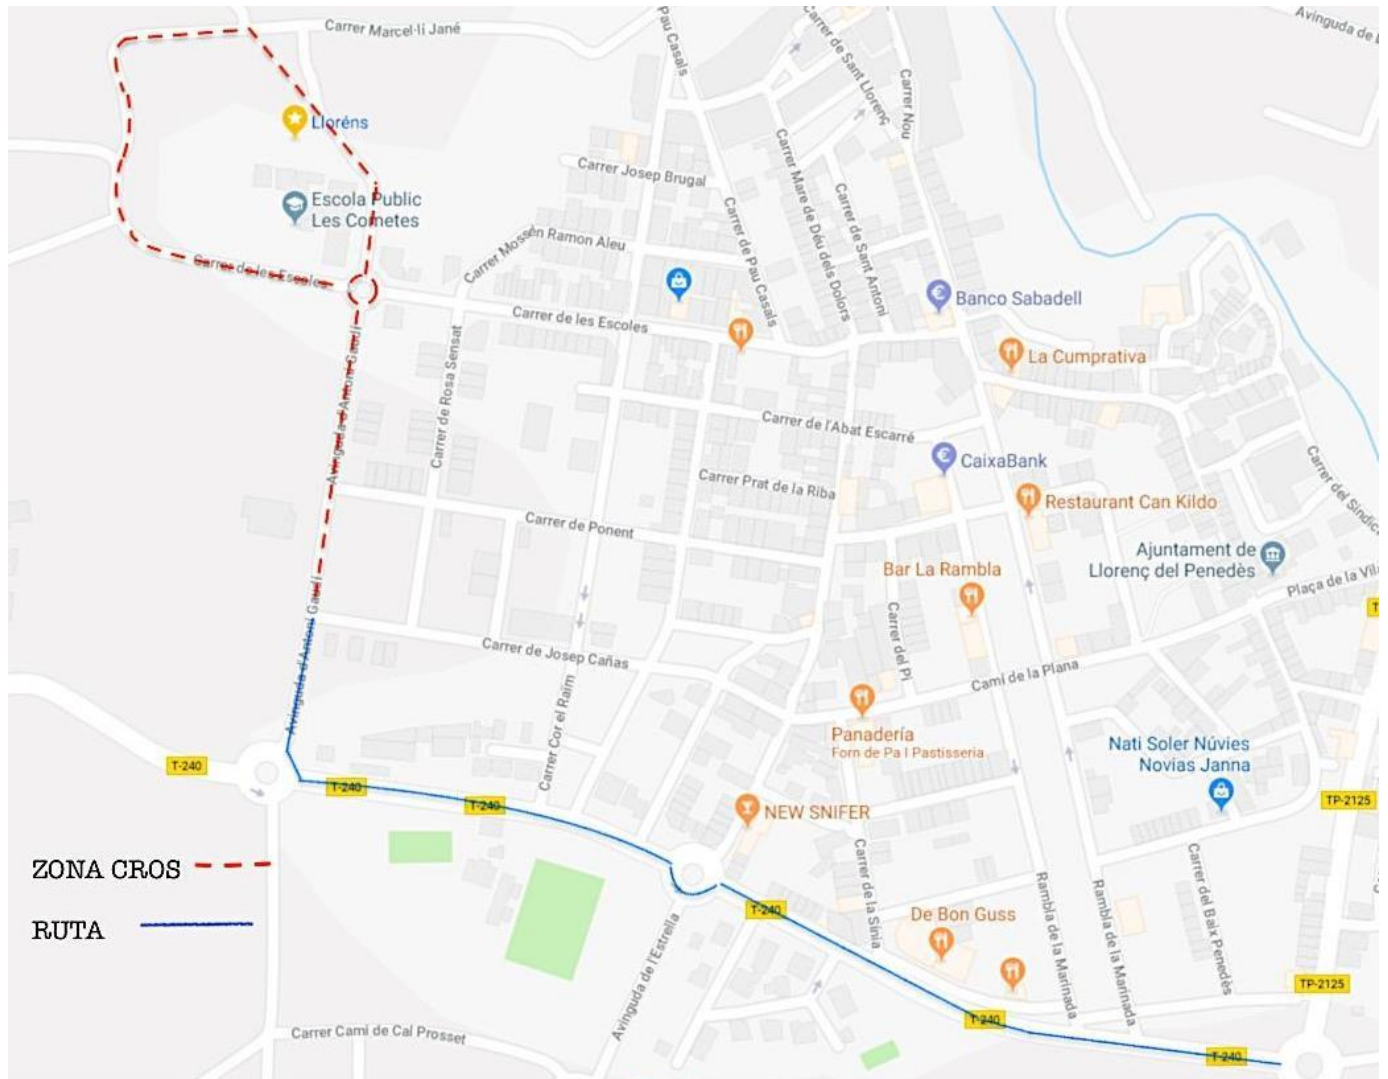 Carrer Marcel·lí Jané
Pau Casals
Carrer de Sant Llorenç
Carrer Nou
Avinguda de
Lloréns
Escola Public
Les Cometes
Carrer Josep Brugal
Carrer Mossèn Ramon Aleu
Carrer de Pau Casals
Carrer Mare de Déu dels Dolors
Carrer de Sant Antoni
Carrer de les Escoles
Carrer de les Escoles
Banco Sabadell
La Cumprativa
Avinguda d'Antoni Gaudí
Carrer de Rosa Sensat
Carrer de l'Abat Escarré
CaixaBank
Carrer Prat de la Riba
Restaurant Can Kildo
Carrer del Síndic
Carrer de Ponent
Ajuntament de
Llorenç del Penedès
Bar La Rambla
Plaça de la Vila
Avinguda d'Antoni Gaudí
Carrer de Josep Cañas
Carrer del Pi
Camí de la Plana
Carrer Cor el Raïm
Panadería
Forn de Pa I Pastisseria
Nati Soler Núvies
Novias Janna
T-240
T-240
T-240
NEW SNIFER
TP-2125
ZONA CROS
RUTA
Carrer de la Sínia
Rambla de la Marinada
Rambla de la Marinada
Carrer del Baix Penedès
T-240
De Bon Guss
Avinguda de l'Estrella
TP-2125
T-240
Carrer Camí de Cal Prosset
T-240